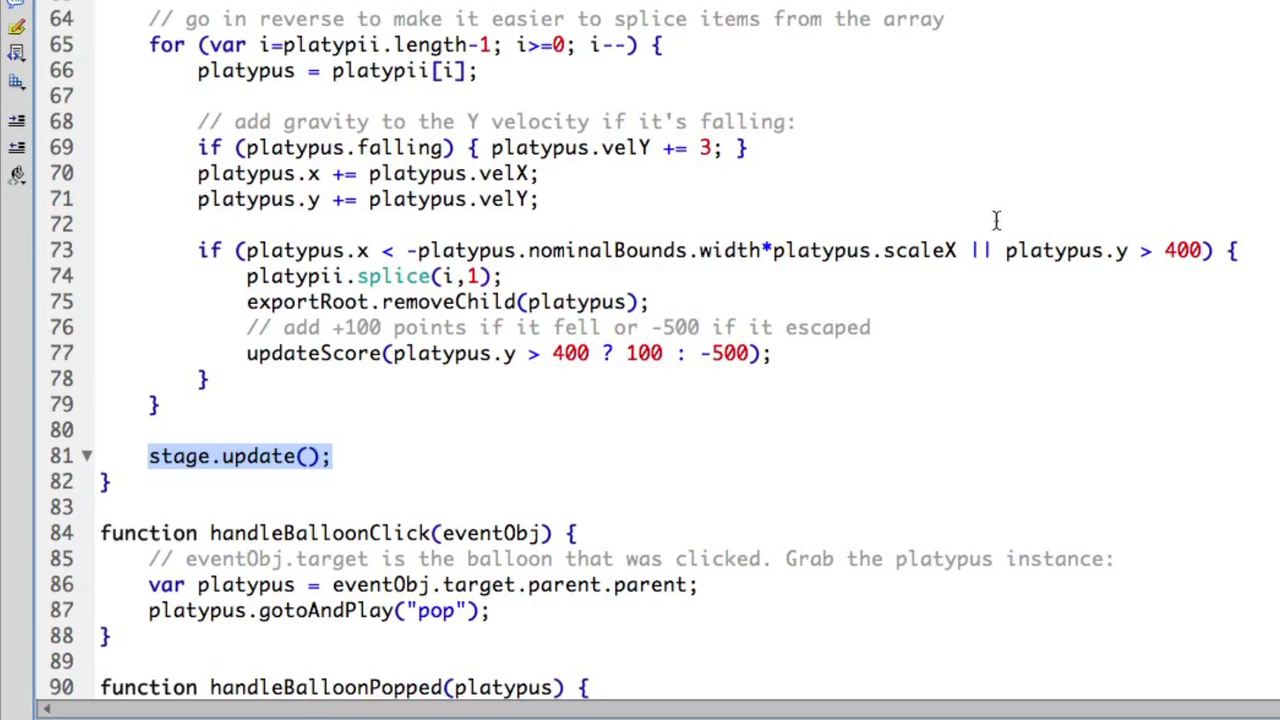 64 // go in reverse to make it easier to splice items from the array
65 for (var i=platypii.length-1; i>=0; i--) {
66 platypus = platypii[i];
67
68 // add gravity to the Y velocity if it's falling:
69 if (platypus.falling) { platypus.velY += 3; }
70 platypus.x += platypus.velX;
71 platypus.y += platypus.velY;
72
73 if (platypus.x < -platypus.nominalBounds.width*platypus.scaleX || platypus.y > 400) {
74 platypii.splice(i,1);
75 exportRoot.removeChild(platypus);
76 // add +100 points if it fell or -500 if it escaped
77 updateScore(platypus.y > 400 ? 100 : -500);
78 }
79 }
80
81 stage.update();
82 }
83
84 function handleBalloonClick(eventObj) {
85 // eventObj.target is the balloon that was clicked. Grab the platypus instance:
86 var platypus = eventObj.target.parent.parent;
87 platypus.gotoAndPlay("pop");
88 }
89
90 function handleBalloonPopped(platypus) {